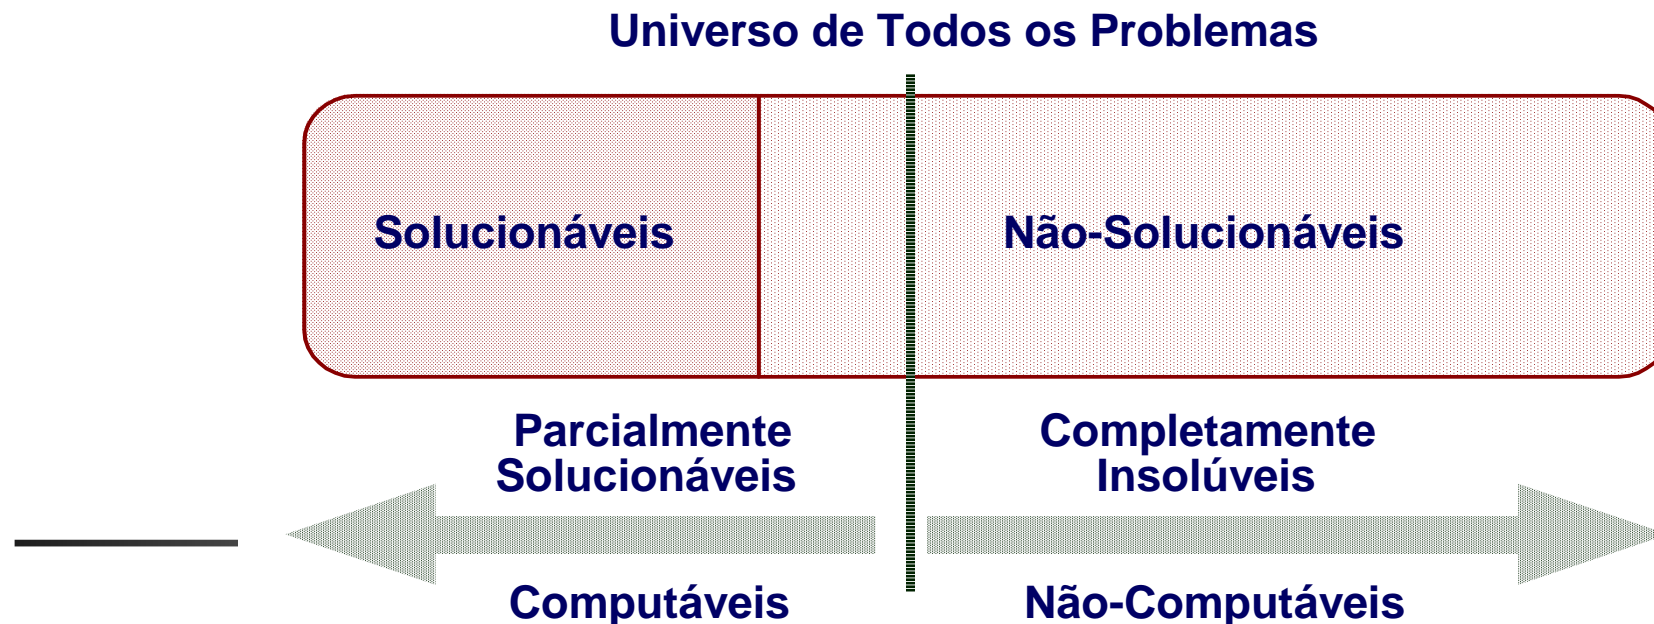 Universo de Todos os Problemas
Solucionáveis
Não-Solucionáveis
Parcialmente
Solucionáveis
Completamente
Insolúveis
Computáveis
Não-Computáveis